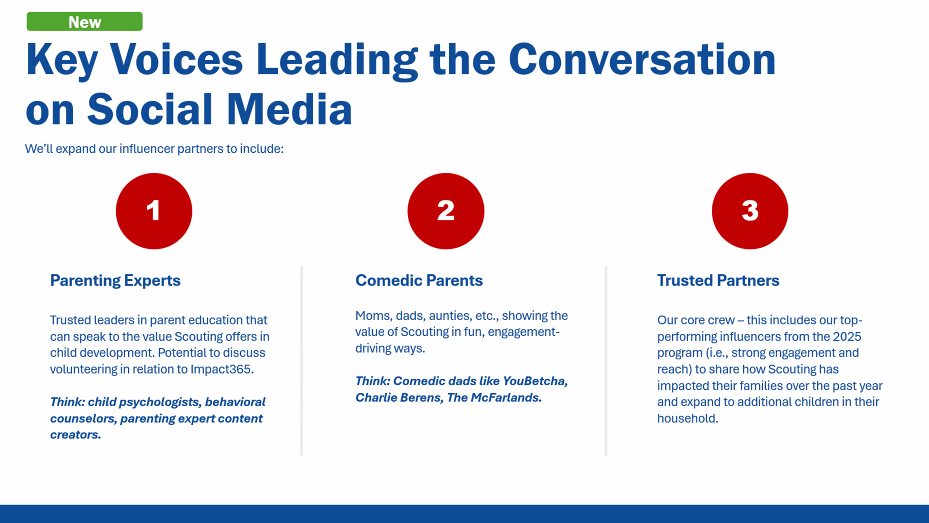 New
Key Voices Leading the Conversation
on Social Media
We’ll expand our influencer partners to include:
1
2
3
Parenting Experts
Trusted leaders in parent education that
can speak to the value Scouting offers in
child development. Potential to discuss
volunteering in relation to Impact365.
Think: child psychologists, behavioral
counselors, parenting expert content
creators.
Comedic Parents
Moms, dads, aunties, etc., showing the
value of Scouting in fun, engagement-
driving ways.
Think: Comedic dads like YouBetcha,
Charlie Berens, The McFarlands.
Trusted Partners
Our core crew – this includes our top-
performing influencers from the 2025
program (i.e., strong engagement and
reach) to share how Scouting has
impacted their families over the past year
and expand to additional children in their
household.